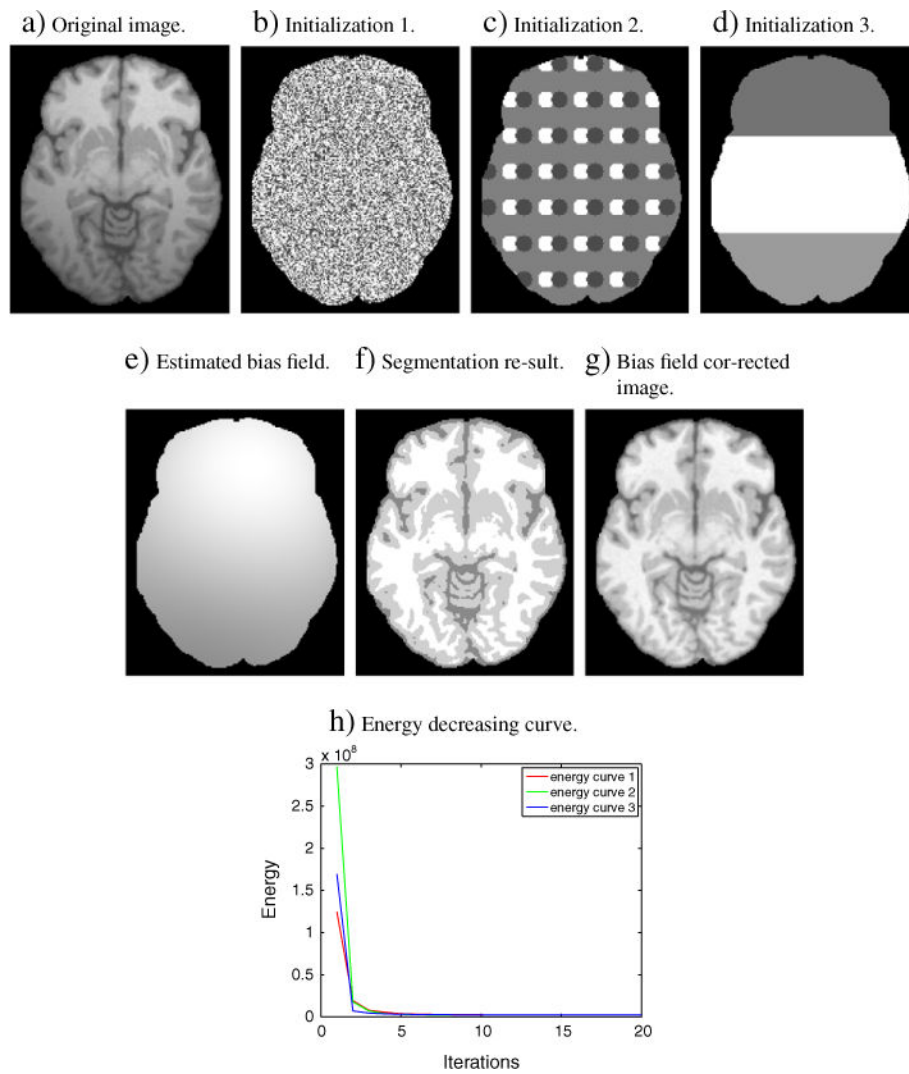 a) Original image.
b) Initialization 1.
c) Initialization 2.
d) Initialization 3.
e) Estimated bias field.
f) Segmentation re-sult.
g) Bias field cor-rected
image.
h) Energy decreasing curve.
x 10⁸
3
2.5
2
1.5
1
0.5
0
Energy
energy curve 1
energy curve 2
energy curve 3
0 5 10 15 20
Iterations